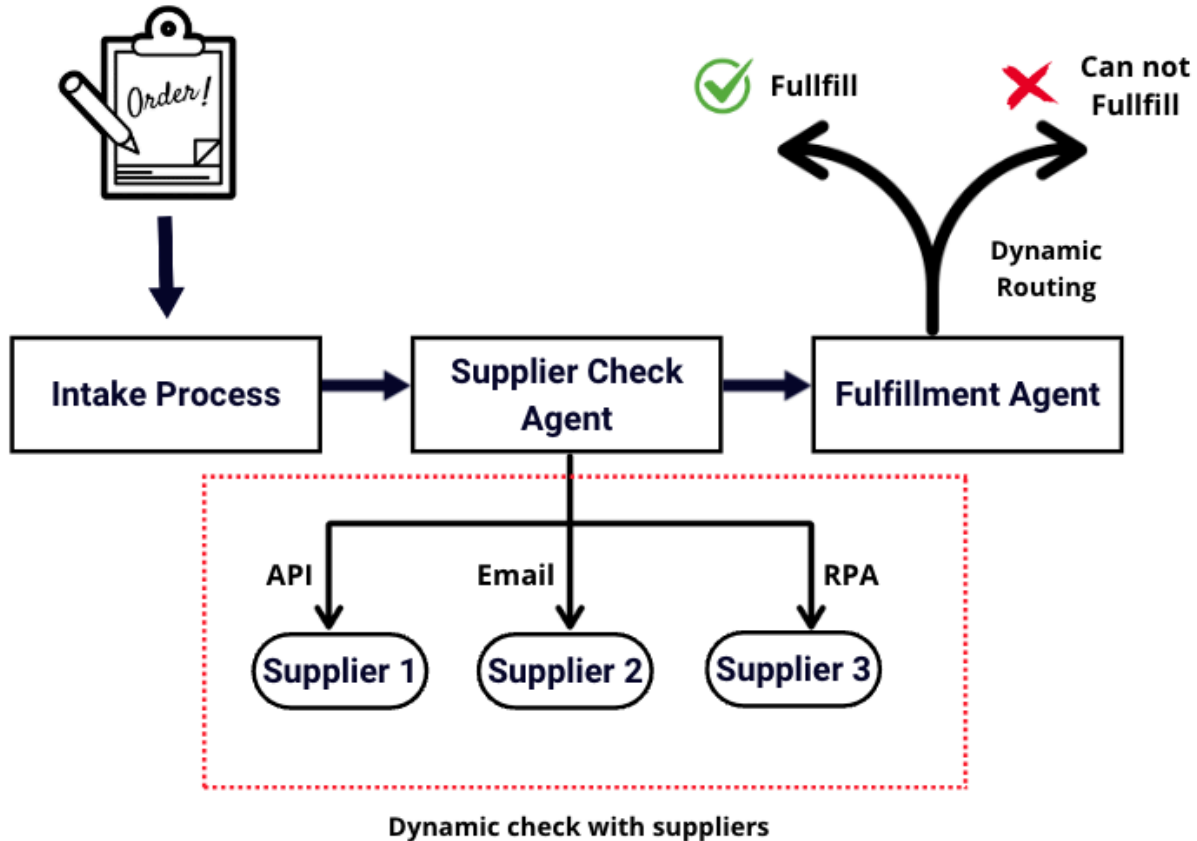 Order!
Fullfill
Can not
Fullfill
Dynamic
Routing
Intake Process
Supplier Check
Agent
Fulfillment Agent
API
Email
RPA
Supplier 1
Supplier 2
Supplier 3
Dynamic check with suppliers